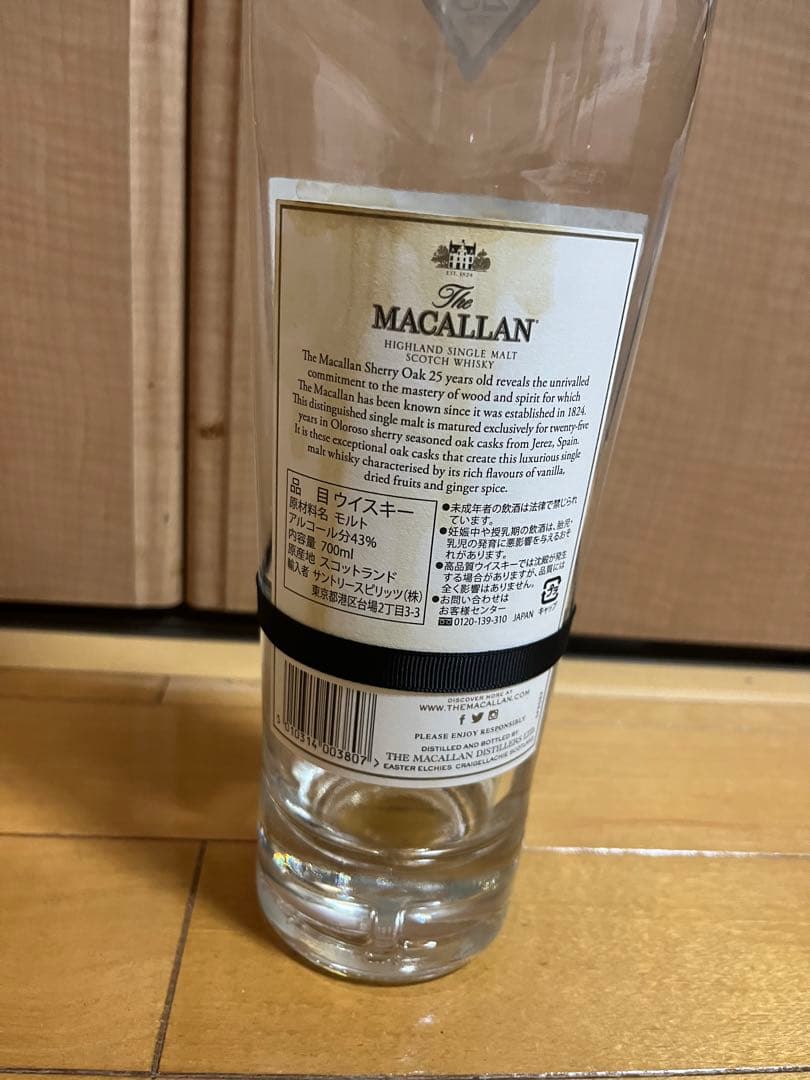 25
EST. 1824
The
MACALLAN
HIGHLAND SINGLE MALT
SCOTCH WHISKY
The Macallan Sherry Oak 25 years old reveals the unrivalled
commitment to the mastery of wood and spirit for which
The Macallan has been known since it was established in 1824.
This distinguished single malt is matured exclusively for twenty-five
years in Oloroso sherry seasoned oak casks from Jerez, Spain.
It is these exceptional oak casks that create this luxurious single
malt whisky characterised by its rich flavours of vanilla,
dried fruits and ginger spice.
品 目 ウイスキー
原材料名 モルト
アルコール分43%
内容量 700ml
原産地 スコットランド
輸入者 サントリースピリッツ(株)
東京都港区台場2丁目3-3
●未成年者の飲酒は法律で禁じられ
ています。
●妊娠中や授乳期の飲酒は、胎児・
乳児の発育に悪影響を与えるおそ
れがあります。
●高品質ウイスキーでは沈殿が発生
する場合がありますが、品質には
全く影響はありません。
●お問い合わせは
お客様センター
☎0120-139-310 JAPAN キャップ
DISCOVER MORE AT
WWW.THEMACALLAN.COM
PLEASE ENJOY RESPONSIBLY
DISTILLED AND BOTTLED BY
THE MACALLAN DISTILLERS LTD.
EASTER ELCHIES CRAIGELLACHIE SCOTLAND
5 010314 003807 >